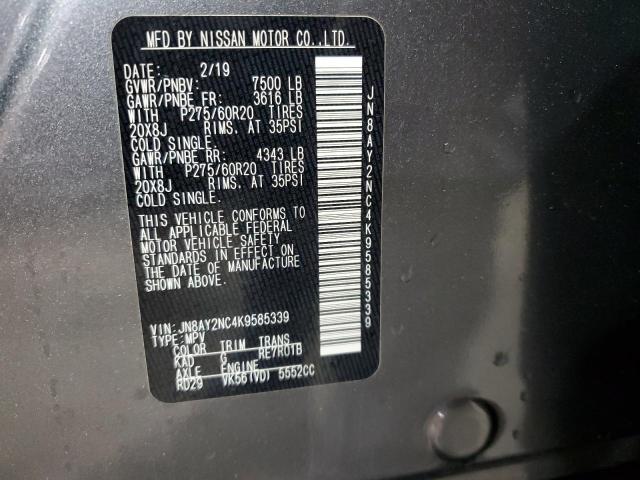 MFD BY NISSAN MOTOR CO.,LTD.
DATE: 2/19
GVWR/PNBV: 7500 LB
GAWR/PNBE FR: 3616 LB
WITH P275/60R20 TIRES
20X8J RIMS. AT 35PSI
COLD SINGLE.
GAWR/PNBE RR: 4343 LB
WITH P275/60R20 TIRES
20X8J RIMS. AT 35PSI
COLD SINGLE.
THIS VEHICLE CONFORMS TO
ALL APPLICABLE FEDERAL
MOTOR VEHICLE SAFETY
STANDARDS IN EFFECT ON
THE DATE OF MANUFACTURE
SHOWN ABOVE.
VIN:JN8AY2NC4K9585339
TYPE:MPV
COLOR TRIM TRANS
KAD G RE7R01B
AXLE ENGINE
RD29 VK56(VD) 5552CC
JN8AY2NC4K9585339